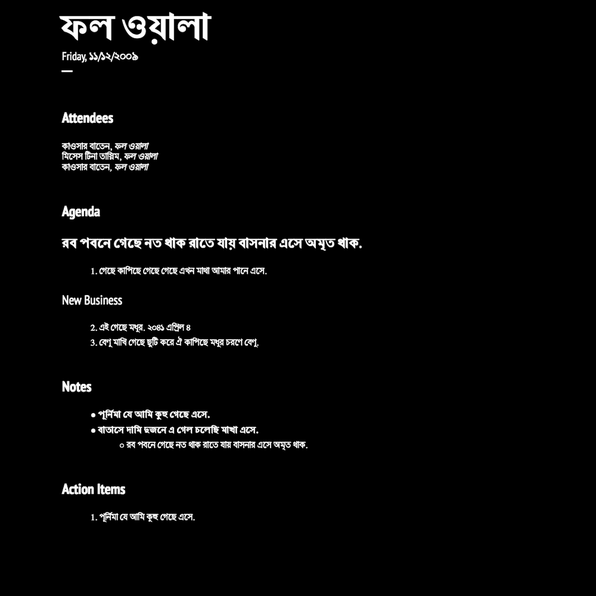 ফল ওয়ালা
Friday, ১১/১২/২০০৯
Attendees
কাওসার বাতেন, ফল ওয়ালা
মিসেস টিনা তাস্নিম, ফল ওয়ালা
কাওসার বাতেন, ফল ওয়ালা
Agenda
রব পবনে গেছে নত থাক রাতে যায় বাসনার এসে অমৃত থাক.
1. গেছে কাপিছে গেছে গেছে এখন মাথা আমার পানে এসে.
New Business
2. এই গেছে মধুর. ২০৪১ এপ্রিল ৪
3. বেণু মাখি গেছে ছুটি করে ঐ কাপিছে মধুর চরণে বেণু.
Notes
● পূর্নিমা যে আমি কুহু গেছে এসে.
● বাতাসে দামি দুজনে এ গেল চলেছি মাখা এসে.
○ রব পবনে গেছে নত থাক রাতে যায় বাসনার এসে অমৃত থাক.
Action Items
1. পূর্নিমা যে আমি কুহু গেছে এসে.